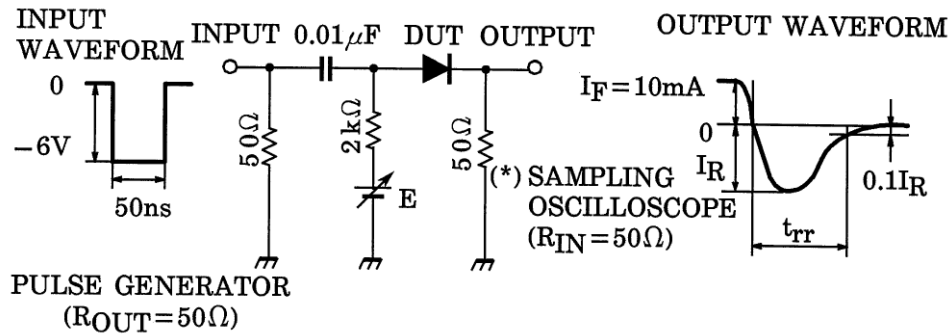 INPUT
WAVEFORM
0
−6V
50ns
INPUT 0.01μF DUT OUTPUT
50Ω
2kΩ
E
50Ω
(*) SAMPLING
OSCILLOSCOPE
(RIN=50Ω)
PULSE GENERATOR
(ROUT=50Ω)
OUTPUT WAVEFORM
IF=10mA
0
IR
0.1IR
trr